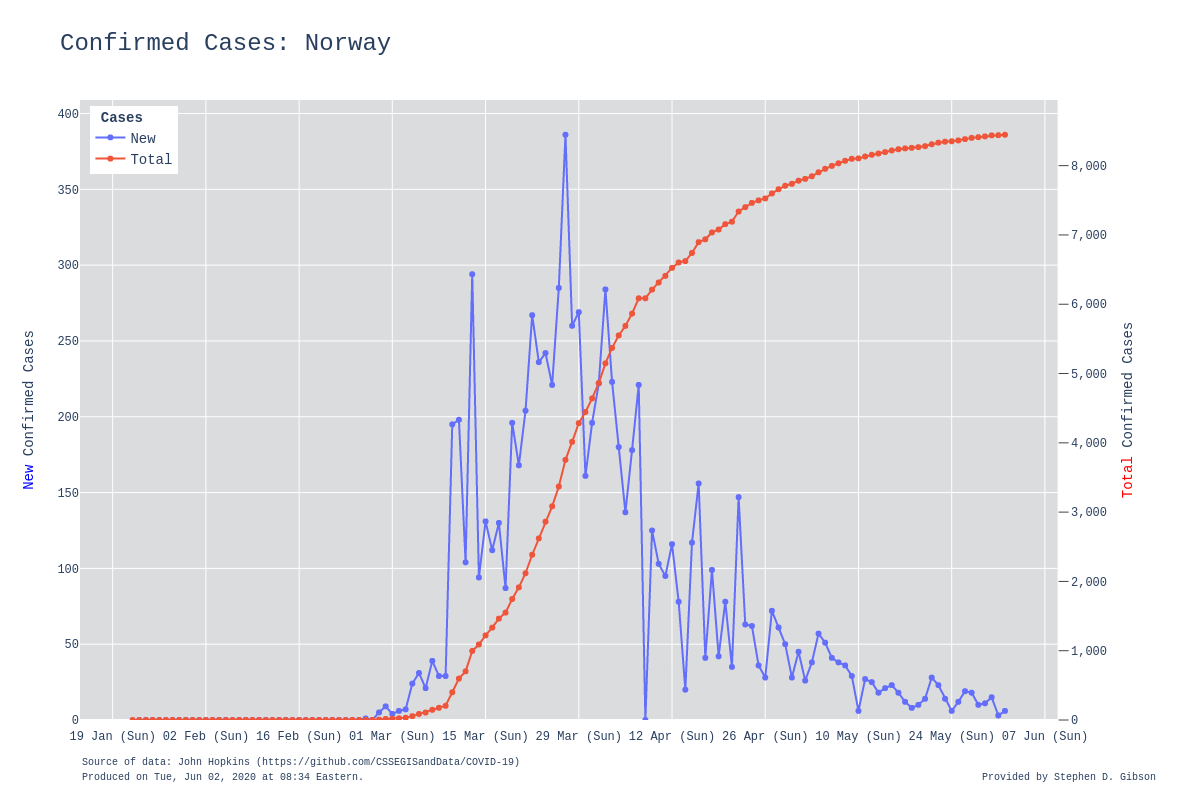 Confirmed Cases: Norway
Cases
New
Total
400
350
300
250
200
150
100
50
0
8,000
7,000
6,000
5,000
4,000
3,000
2,000
1,000
0
New Confirmed Cases
Total Confirmed Cases
19 Jan (Sun) 02 Feb (Sun) 16 Feb (Sun) 01 Mar (Sun) 15 Mar (Sun) 29 Mar (Sun) 12 Apr (Sun) 26 Apr (Sun) 10 May (Sun) 24 May (Sun) 07 Jun (Sun)
Source of data: John Hopkins (https://github.com/CSSEGISandData/COVID-19)
Produced on Tue, Jun 02, 2020 at 08:34 Eastern.
Provided by Stephen D. Gibson